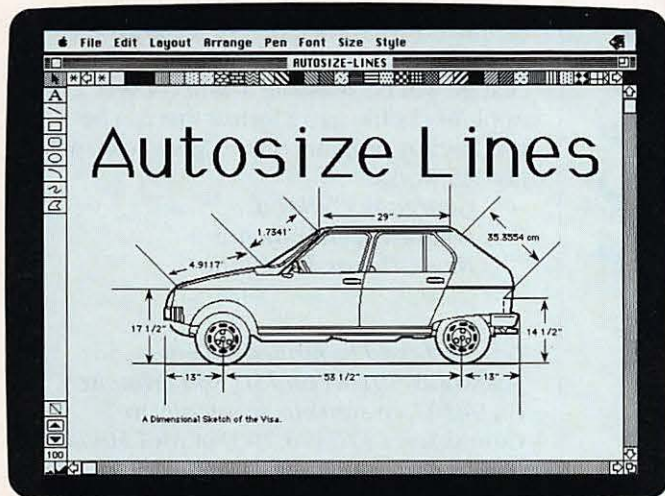 File Edit Layout Arrange Pen Font Size Style
AUTOSIZE-LINES
A
Autosize Lines
29"
1.7341'
35.3554 cm
4.9117'
17 1/2"
14 1/2"
13"
53 1/2"
13"
A Dimensional Sketch of the Visa.
100